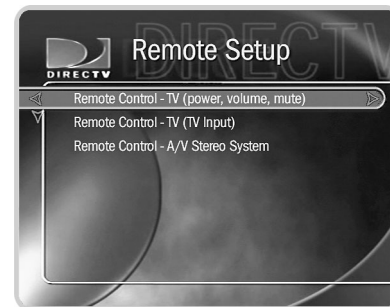 DIRECTV
Remote Setup
DIRECTV
Remote Control - TV (power, volume, mute)
Remote Control - TV (TV Input)
Remote Control - A/V Stereo System